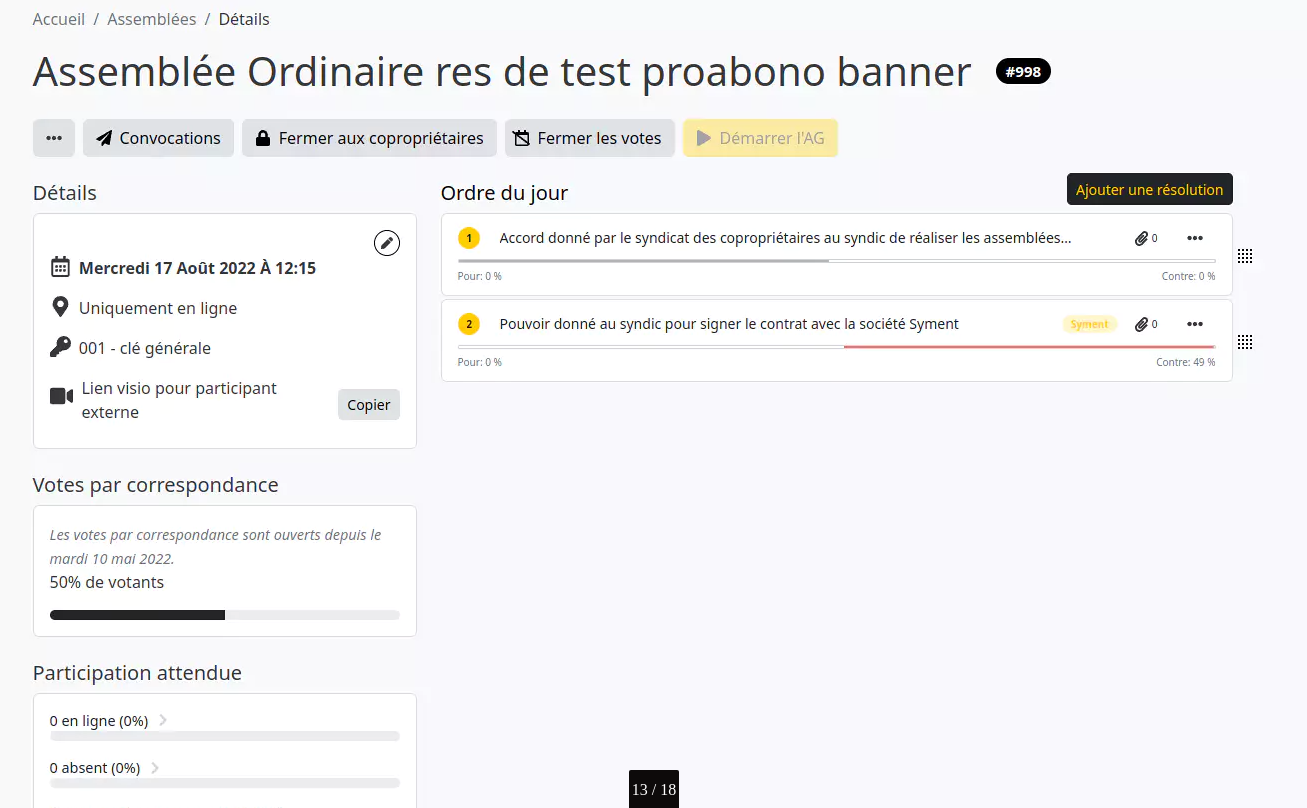 Accueil / Assemblées / Détails
Assemblée Ordinaire res de test proabono banner #998
Convocations Fermer aux copropriétaires Fermer les votes Démarrer l'AG
Détails
Mercredi 17 Août 2022 À 12:15
Uniquement en ligne
001 - clé générale
Lien visio pour participant
externe
Copier
Votes par correspondance
Les votes par correspondance sont ouverts depuis le
mardi 10 mai 2022.
50% de votants
Participation attendue
0 en ligne (0%)
0 absent (0%)
Ordre du jour
Ajouter une résolution
1 Accord donné par le syndicat des copropriétaires au syndic de réaliser les assemblées... 0
Pour: 0 % Contre: 0 %
2 Pouvoir donné au syndic pour signer le contrat avec la société Syment Syment 0
Pour: 0 % Contre: 49 %
13 / 18